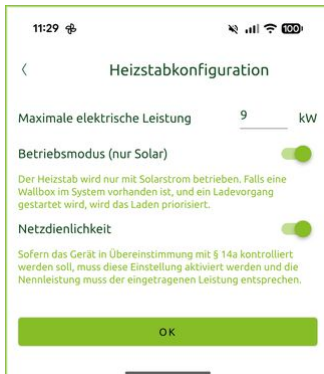 11:29
100
Heizstabkonfiguration
Maximale elektrische Leistung 9 kW
Betriebsmodus (nur Solar)
Der Heizstab wird nur mit Solarstrom betrieben. Falls eine
Wallbox im System vorhanden ist, und ein Ladevorgang
gestartet wird, wird das Laden priorisiert.
Netzdienlichkeit
Sofern das Gerät in Übereinstimmung mit § 14a kontrolliert
werden soll, muss diese Einstellung aktiviert werden und die
Nennleistung muss der eingetragenen Leistung entsprechen.
OK